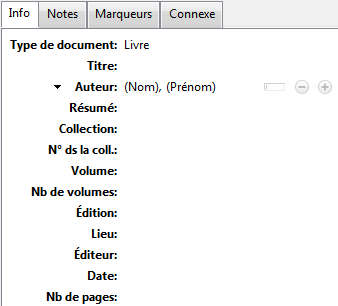 Info Notes Marqueurs Connexe
Type de document: Livre
Titre:
Auteur: (Nom), (Prénom)
Résumé:
Collection:
N° ds la coll.:
Volume:
Nb de volumes:
Édition:
Lieu:
Éditeur:
Date:
Nb de pages: